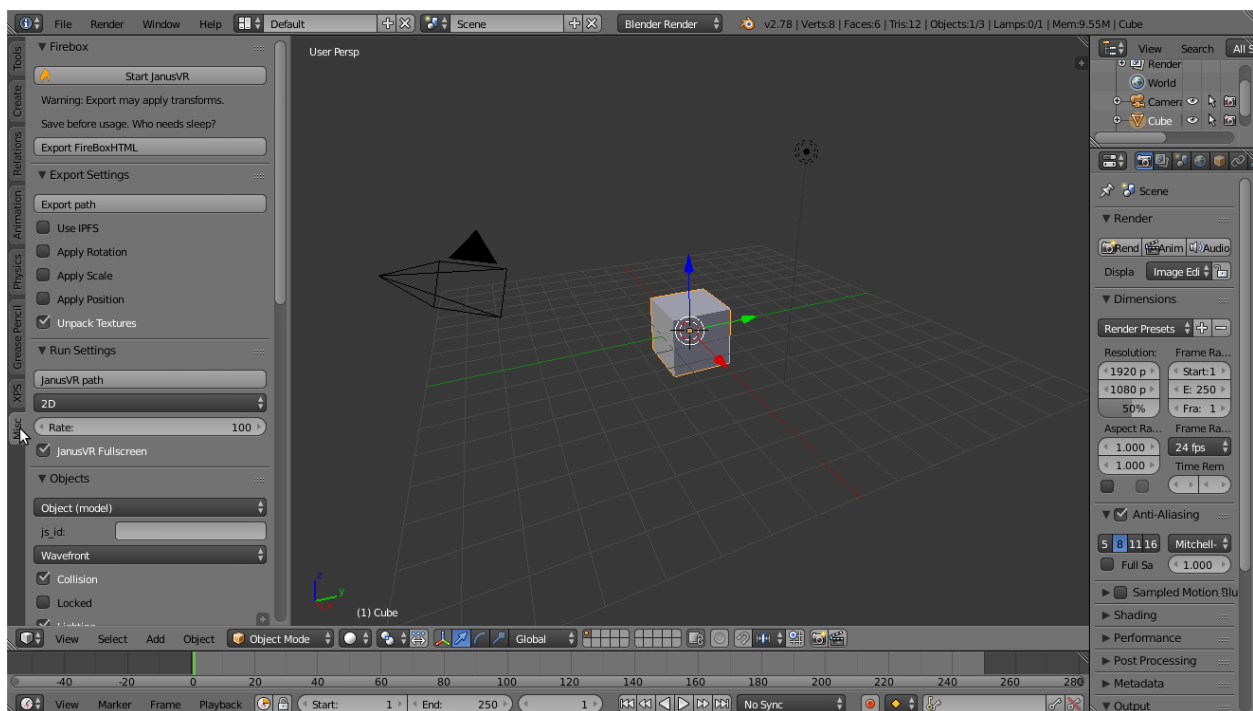 File Render Window Help Default Scene Blender Render v2.78 | Verts:8 | Faces:6 | Tris:12 | Objects:1/3 | Lamps:0/1 | Mem:9.55M | Cube
Tools
Create
Relations
Animation
Physics
Grease Pencil
XPS
Misc
Firebox
Start JanusVR
Warning: Export may apply transforms.
Save before usage. Who needs sleep?
Export FireBoxHTML
Export Settings
Export path
Use IPFS
Apply Rotation
Apply Scale
Apply Position
Unpack Textures
Run Settings
JanusVR path
2D
Rate: 100
JanusVR Fullscreen
Objects
Object (model)
js_id:
Wavefront
Collision
Locked
Lighting
User Persp
z
y
x
(1) Cube
View Search All S
Render
World
Camera
Cube
Scene
Render
Rend Anim Audio
Displa Image Edi
Dimensions
Render Presets
Resolution: Frame Ra...
1920 p Start:1
1080 p E: 250
50% Fra: 1
Aspect Ra... Frame Ra...
1.000 24 fps
1.000 Time Rem
Anti-Aliasing
5 8 11 16 Mitchell-
Full Sa 1.000
Sampled Motion Blu
Shading
Performance
Post Processing
Metadata
Output
View Select Add Object Object Mode Global
-40 -20 0 20 40 60 80 100 120 140 160 180 200 220 240 260 280
View Marker Frame Playback Start: 1 End: 250 1 No Sync